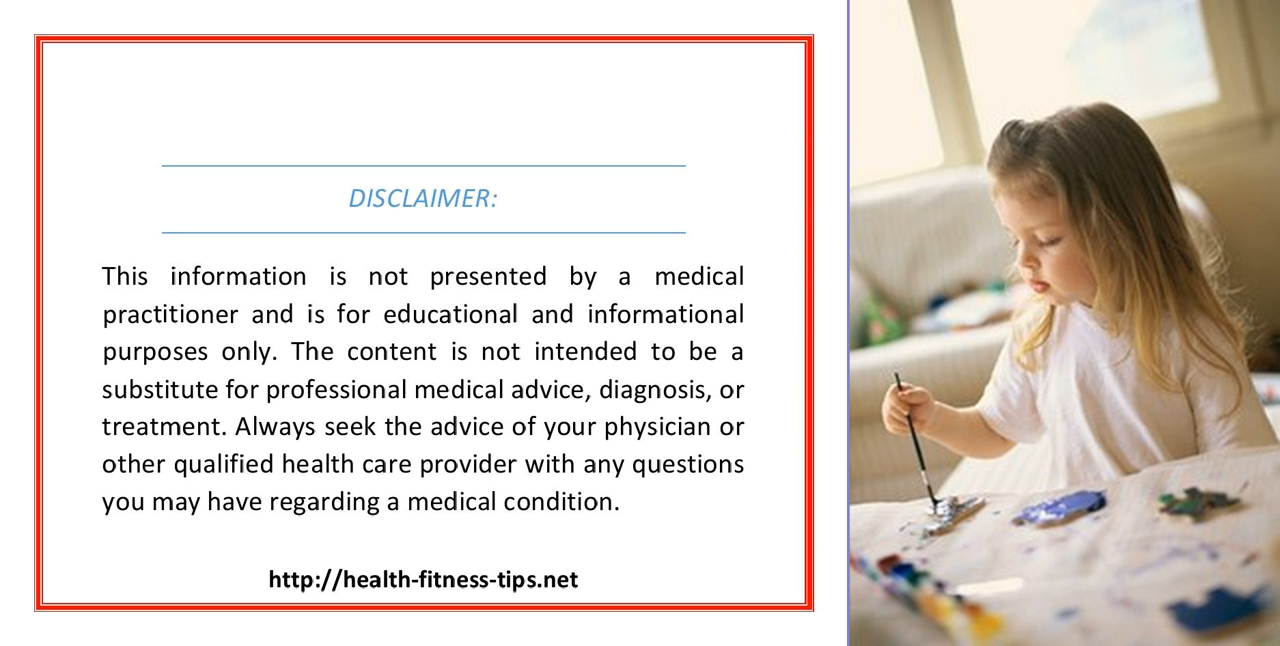 DISCLAIMER:
This information is not presented by a medical
practitioner and is for educational and informational
purposes only. The content is not intended to be a
substitute for professional medical advice, diagnosis, or
treatment. Always seek the advice of your physician or
other qualified health care provider with any questions
you may have regarding a medical condition.
http://health-fitness-tips.net